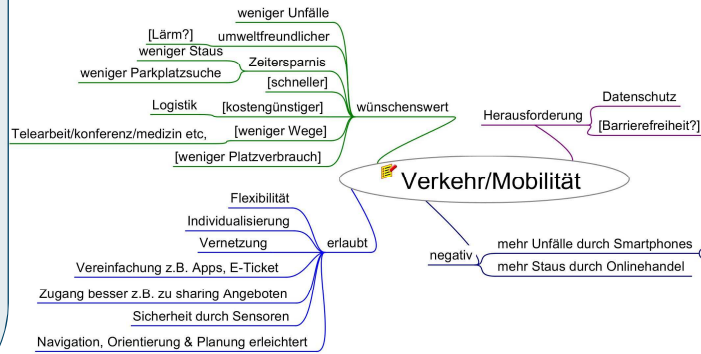 weniger Unfälle
[Lärm?]
umweltfreundlicher
weniger Staus
Zeitersparnis
weniger Parkplatzsuche
[schneller]
Logistik
[kostengünstiger]
wünschenswert
Telearbeit/konferenz/medizin etc,
[weniger Wege]
[weniger Platzverbrauch]
Herausforderung
Datenschutz
[Barrierefreiheit?]
Verkehr/Mobilität
Flexibilität
Individualisierung
Vernetzung
erlaubt
Vereinfachung z.B. Apps, E-Ticket
Zugang besser z.B. zu sharing Angeboten
Sicherheit durch Sensoren
Navigation, Orientierung & Planung erleichtert
negativ
mehr Unfälle durch Smartphones
mehr Staus durch Onlinehandel